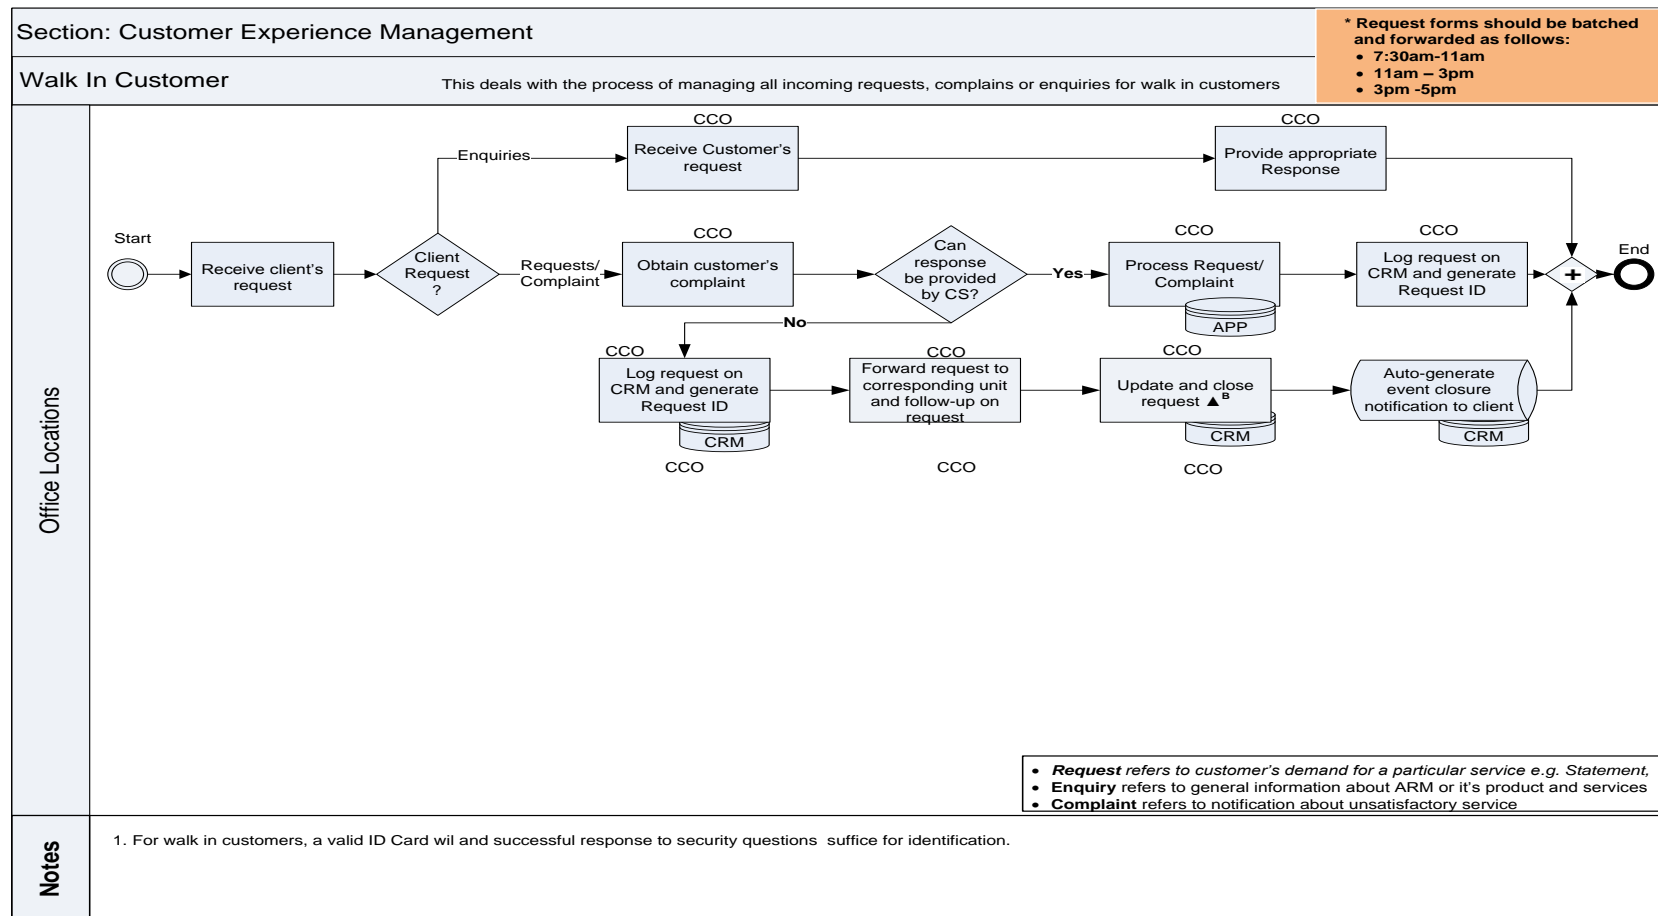 Section: Customer Experience Management
* Request forms should be batched
and forwarded as follows:
• 7:30am-11am
• 11am – 3pm
• 3pm -5pm
Walk In Customer
This deals with the process of managing all incoming requests, complains or enquiries for walk in customers
Office Locations
CCO
Receive Customer's
request
CCO
Provide appropriate
Response
Enquiries
Start
Receive client's
request
Client
Request
?
Requests/
Complaint
CCO
Obtain customer's
complaint
Can
response
be provided
by CS?
Yes
CCO
Process Request/
Complaint
APP
CCO
Log request on
CRM and generate
Request ID
+
End
No
CCO
Log request on
CRM and generate
Request ID
CRM
CCO
CCO
Forward request to
corresponding unit
and follow-up on
request
CCO
CCO
Update and close
request ▲B
CRM
CCO
Auto-generate
event closure
notification to client
CRM
• Request refers to customer's demand for a particular service e.g. Statement,
• Enquiry refers to general information about ARM or it's product and services
• Complaint refers to notification about unsatisfactory service
Notes
1. For walk in customers, a valid ID Card wil and successful response to security questions suffice for identification.